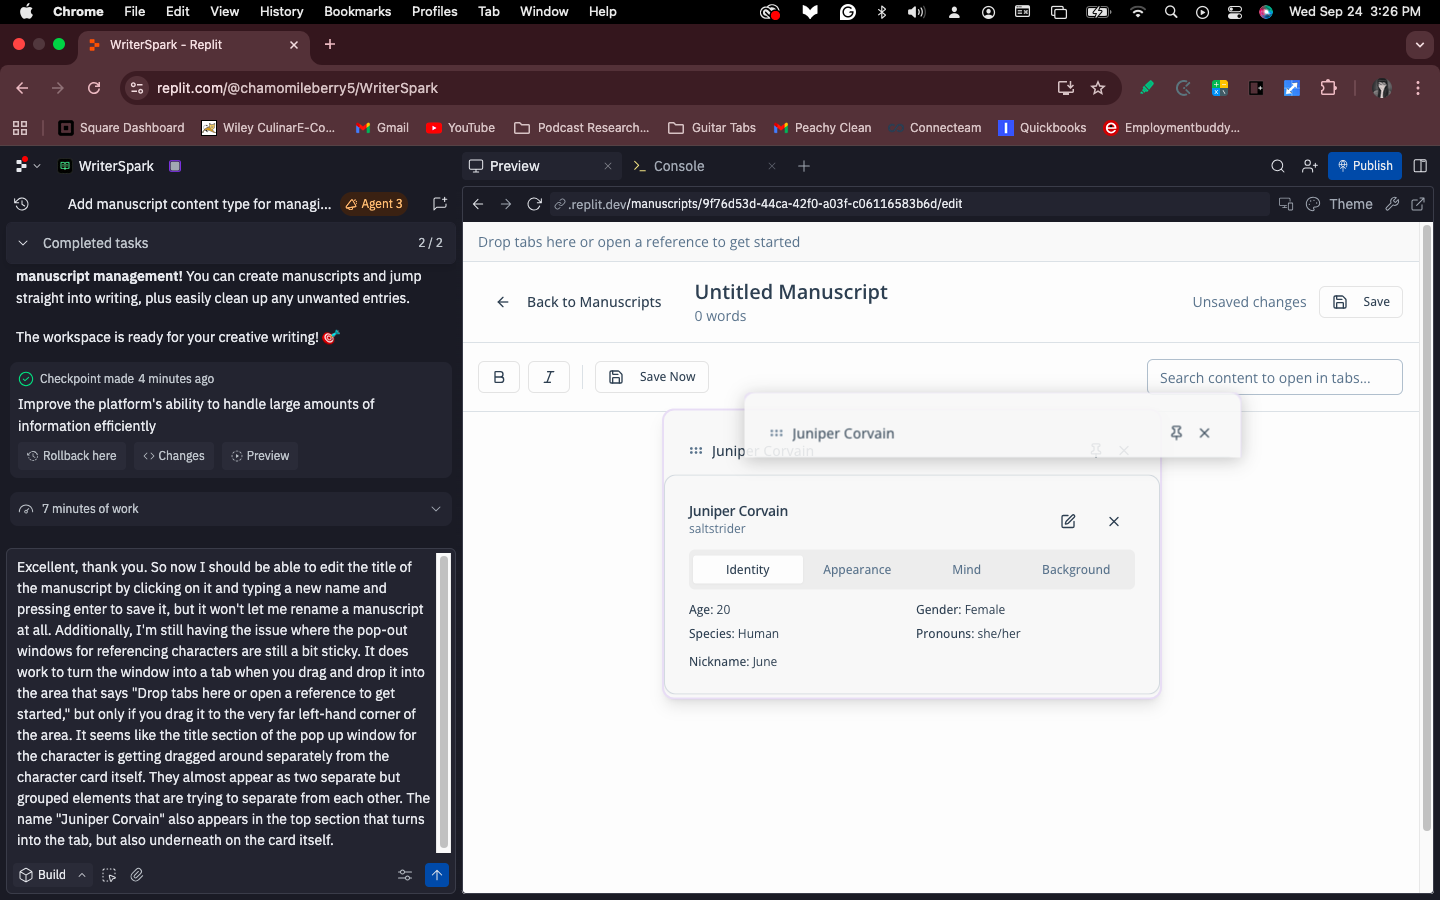 Chrome File Edit View History Bookmarks Profiles Tab Window Help Wed Sep 24 3:26 PM
WriterSpark - Replit
replit.com/@chamomileberry5/WriterSpark
Square Dashboard Wiley CulinarE-Co... Gmail YouTube Podcast Research... Guitar Tabs Peachy Clean Connecteam Quickbooks Employmentbuddy...
WriterSpark
Add manuscript content type for managi... Agent 3
Completed tasks 2 / 2
manuscript management! You can create manuscripts and jump
straight into writing, plus easily clean up any unwanted entries.
The workspace is ready for your creative writing!
Checkpoint made 4 minutes ago
Improve the platform's ability to handle large amounts of
information efficiently
Rollback here Changes Preview
7 minutes of work
Excellent, thank you. So now I should be able to edit the title of
the manuscript by clicking on it and typing a new name and
pressing enter to save it, but it won't let me rename a manuscript
at all. Additionally, I'm still having the issue where the pop-out
windows for referencing characters are still a bit sticky. It does
work to turn the window into a tab when you drag and drop it into
the area that says "Drop tabs here or open a reference to get
started," but only if you drag it to the very far left-hand corner of
the area. It seems like the title section of the pop up window for
the character is getting dragged around separately from the
character card itself. They almost appear as two separate but
grouped elements that are trying to separate from each other. The
name "Juniper Corvain" also appears in the top section that turns
into the tab, but also underneath on the card itself.
Build
Preview Console Publish
.replit.dev/manuscripts/9f76d53d-44ca-42f0-a03f-c06116583b6d/edit Theme
Drop tabs here or open a reference to get started
Back to Manuscripts Untitled Manuscript Unsaved changes Save
0 words
B I Save Now Search content to open in tabs...
Juniper Corvain
Juniper Corvain
Juniper Corvain
saltstrider
Identity Appearance Mind Background
Age: 20 Gender: Female
Species: Human Pronouns: she/her
Nickname: June